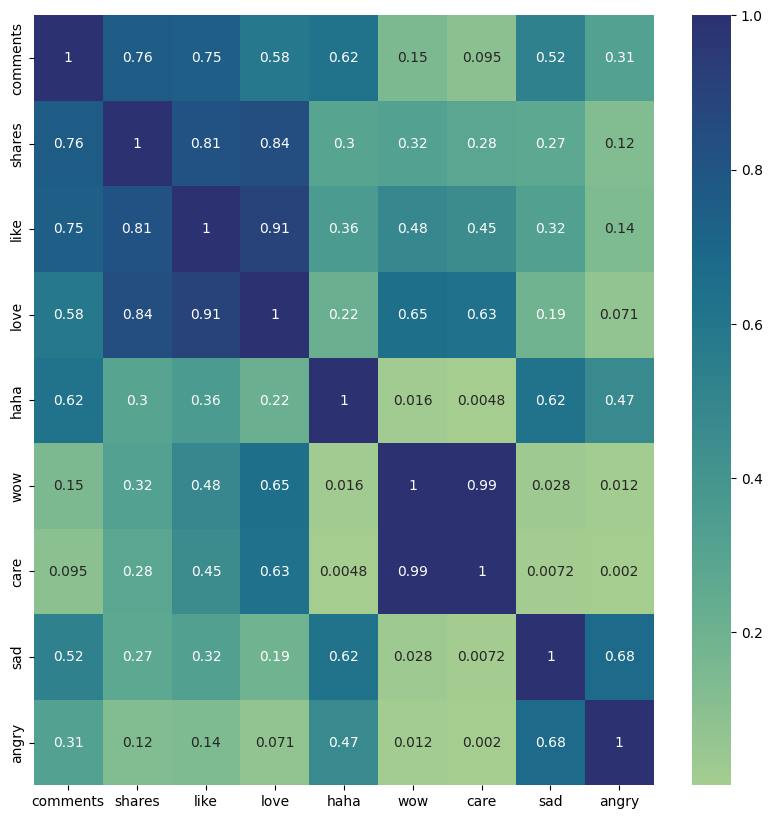 comments 1 0.76 0.75 0.58 0.62 0.15 0.095 0.52 0.31
shares 0.76 1 0.81 0.84 0.3 0.32 0.28 0.27 0.12
like 0.75 0.81 1 0.91 0.36 0.48 0.45 0.32 0.14
love 0.58 0.84 0.91 1 0.22 0.65 0.63 0.19 0.071
haha 0.62 0.3 0.36 0.22 1 0.016 0.0048 0.62 0.47
wow 0.15 0.32 0.48 0.65 0.016 1 0.99 0.028 0.012
care 0.095 0.28 0.45 0.63 0.0048 0.99 1 0.0072 0.002
sad 0.52 0.27 0.32 0.19 0.62 0.028 0.0072 1 0.68
angry 0.31 0.12 0.14 0.071 0.47 0.012 0.002 0.68 1
comments shares like love haha wow care sad angry
1.0
0.8
0.6
0.4
0.2